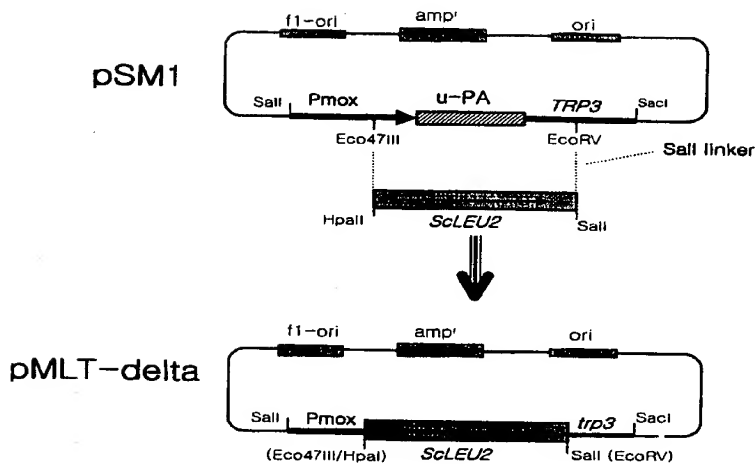 f1-ori amp^r ori
pSM1
SalI Pmox u-PA TRP3 SacI
Eco47III EcoRV
SalI linker
HpaII ScLEU2 SalI
f1-ori amp^r ori
pMLT-delta
SalI Pmox trp3 SacI
(Eco47III/HpaI) ScLEU2 SalI (EcoRV)